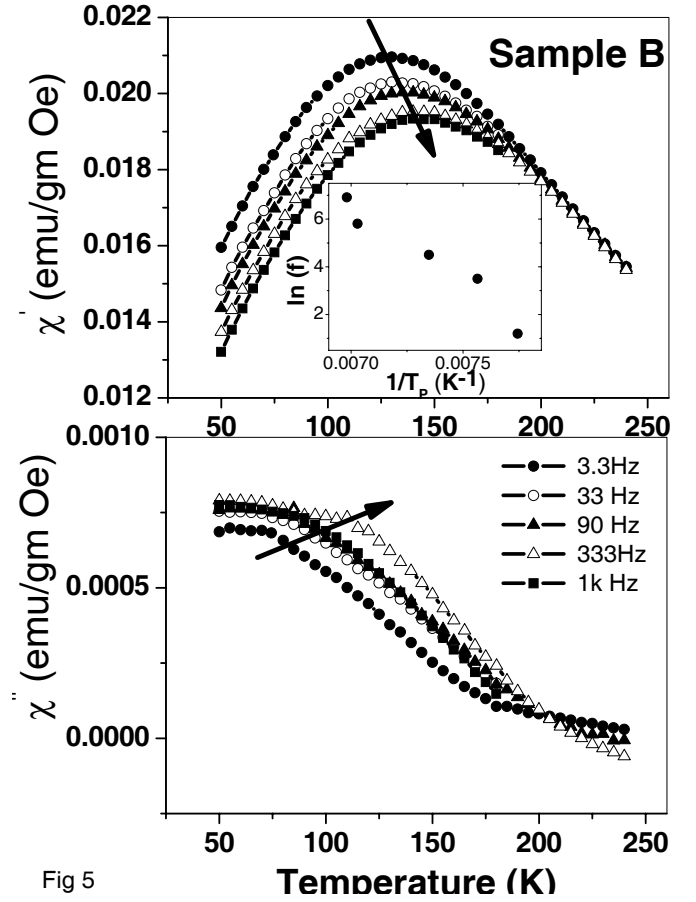 0.022
Sample B
0.020
0.018
0.016
0.014
0.012
χ' (emu/gm Oe)
6
4
2
ln (f)
0.0070 0.0075
1/Tp (K-1)
50 100 150 200 250
0.0010
0.0005
0.0000
χ'' (emu/gm Oe)
3.3Hz
33 Hz
90 Hz
333Hz
1k Hz
50 100 150 200 250
Temperature (K)
Fig 5